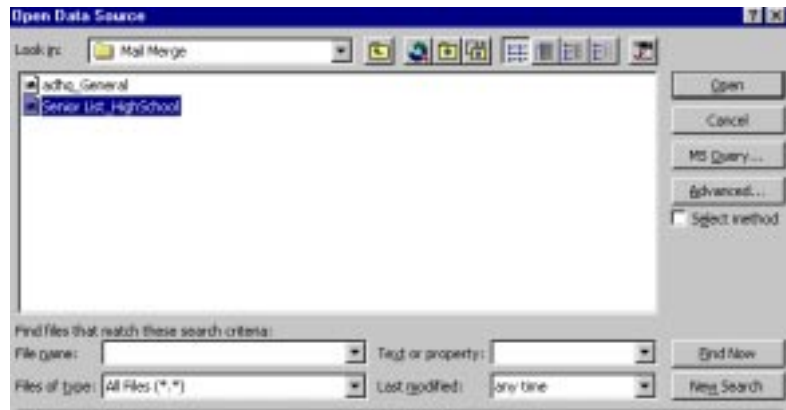 Open Data Source
Look in: Mail Merge
adhq_General
Open
Senior List_HighSchool
Cancel
MS Query...
Advanced...
Select method
Find files that match these search criteria:
File name: Text or property: Find Now
Files of type: All Files (*.*) Last modified: any time New Search